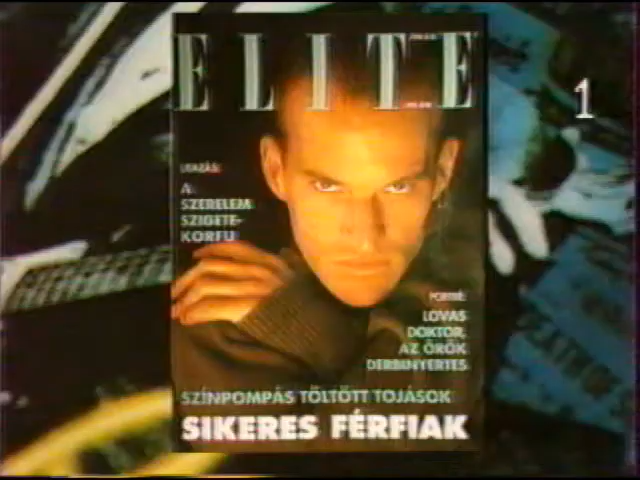 ELITE
1
UTAZÁS:
A
SZERELEM
SZIGETE-
KORFU
PORTRÉ:
LOVAS
DOKTOR,
AZ ÖRÖK
DERBINYERTES
SZÍNPOMPÁS TÖLTÖTT TOJÁSOK
SIKERES FÉRFIAK